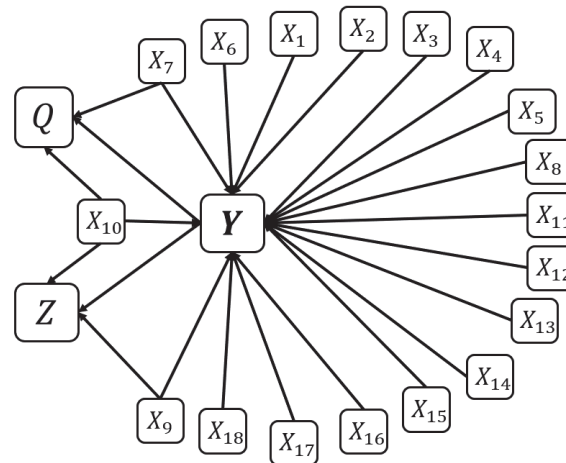 X₇
X₆
X₁
X₂
X₃
X₄
Q
X₅
X₈
X₁₀
Y
X₁₁
X₁₂
Z
X₁₃
X₁₄
X₉
X₁₈
X₁₇
X₁₆
X₁₅